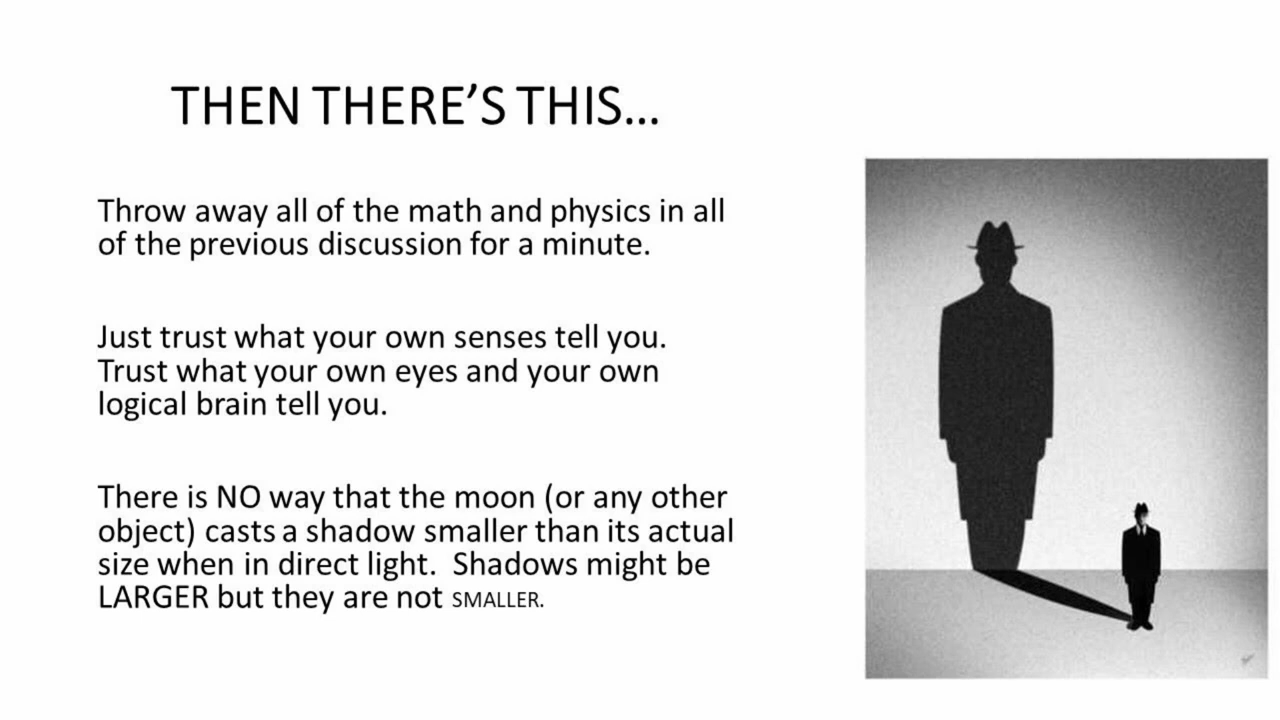 THEN THERE’S THIS…
Throw away all of the math and physics in all
of the previous discussion for a minute.
Just trust what your own senses tell you.
Trust what your own eyes and your own
logical brain tell you.
There is NO way that the moon (or any other
object) casts a shadow smaller than its actual
size when in direct light.  Shadows might be
LARGER but they are not SMALLER.